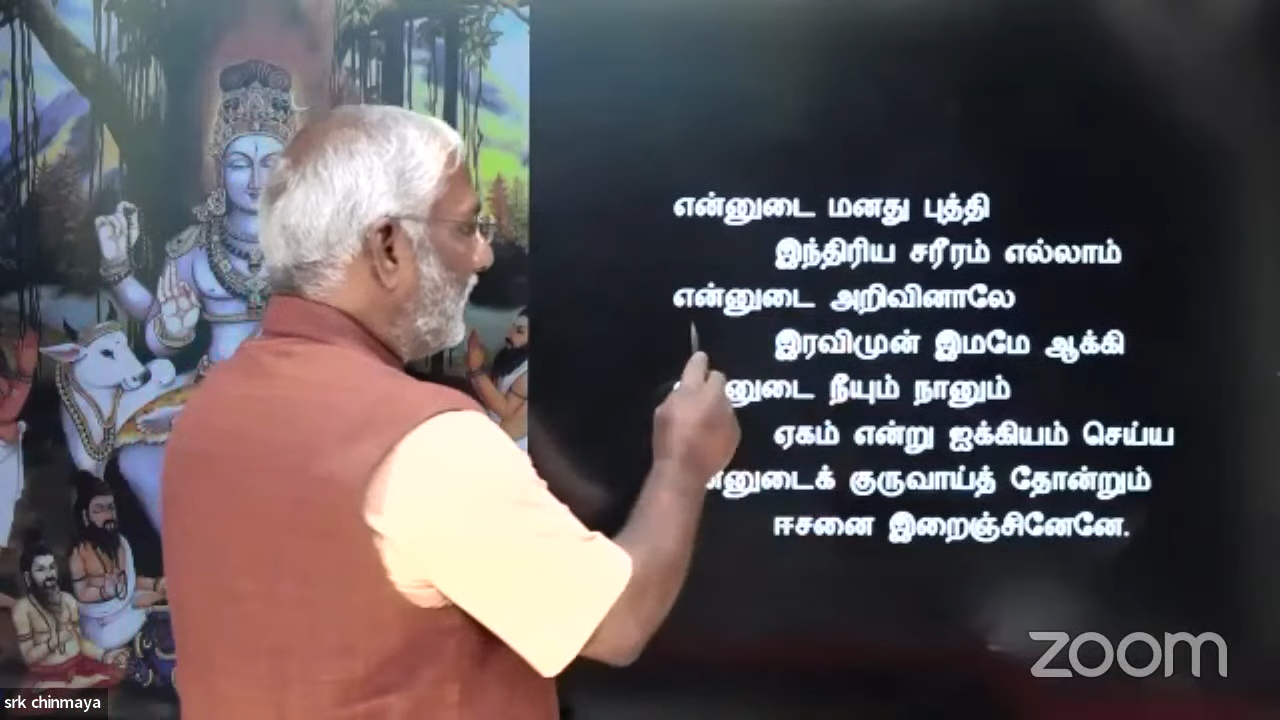 என்னுடை மனது புத்தி
இந்திரிய சரீரம் எல்லாம்
என்னுடை அறிவினாலே
இரவிமுன் இமமே ஆக்கி
நீயும் நானும்
ஏகம் என்று ஐக்கியம் செய்ய
குருவாய்த் தோன்றும்
ஈசனை இறைஞ்சினேனே.
zoom
srk chinmaya